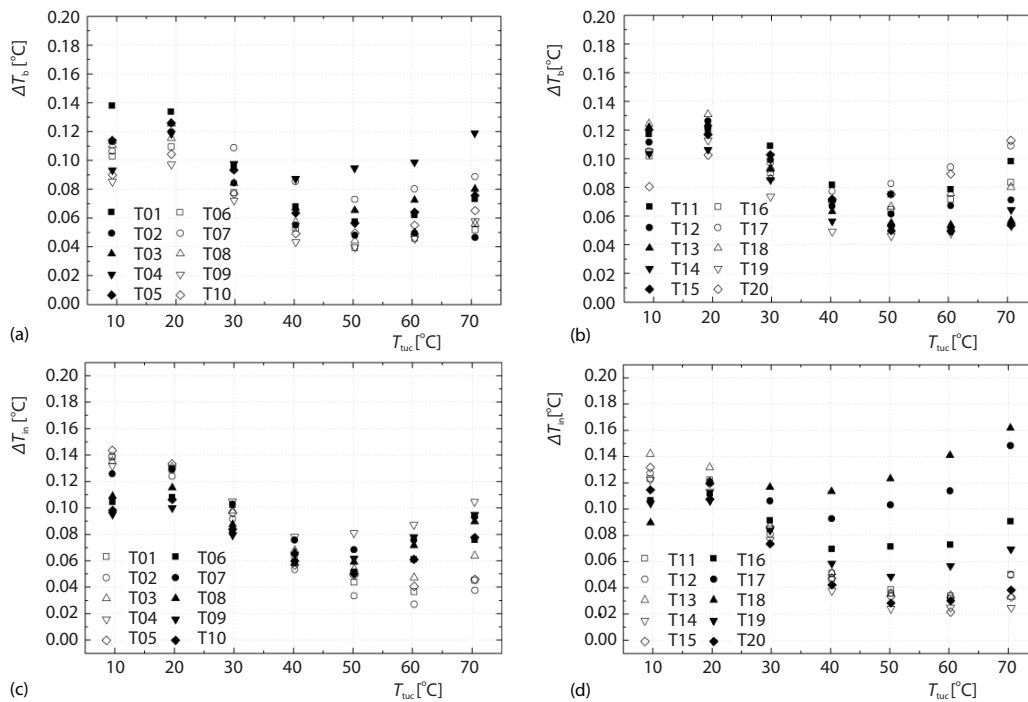 0.20
0.18
0.16
0.14
0.12
0.10
0.08
0.06
0.04
0.02
0.00
ΔT_b [°C]
T01 T06
T02 T07
T03 T08
T04 T09
T05 T10
10 20 30 40 50 60 70
(a) T_tuc [°C]
0.20
0.18
0.16
0.14
0.12
0.10
0.08
0.06
0.04
0.02
0.00
ΔT_b [°C]
T11 T16
T12 T17
T13 T18
T14 T19
T15 T20
10 20 30 40 50 60 70
(b) T_tuc [°C]
0.20
0.18
0.16
0.14
0.12
0.10
0.08
0.06
0.04
0.02
0.00
ΔT_in [°C]
T01 T06
T02 T07
T03 T08
T04 T09
T05 T10
10 20 30 40 50 60 70
(c) T_tuc [°C]
0.20
0.18
0.16
0.14
0.12
0.10
0.08
0.06
0.04
0.02
0.00
ΔT_in [°C]
T11 T16
T12 T17
T13 T18
T14 T19
T15 T20
10 20 30 40 50 60 70
(d) T_tuc [°C]